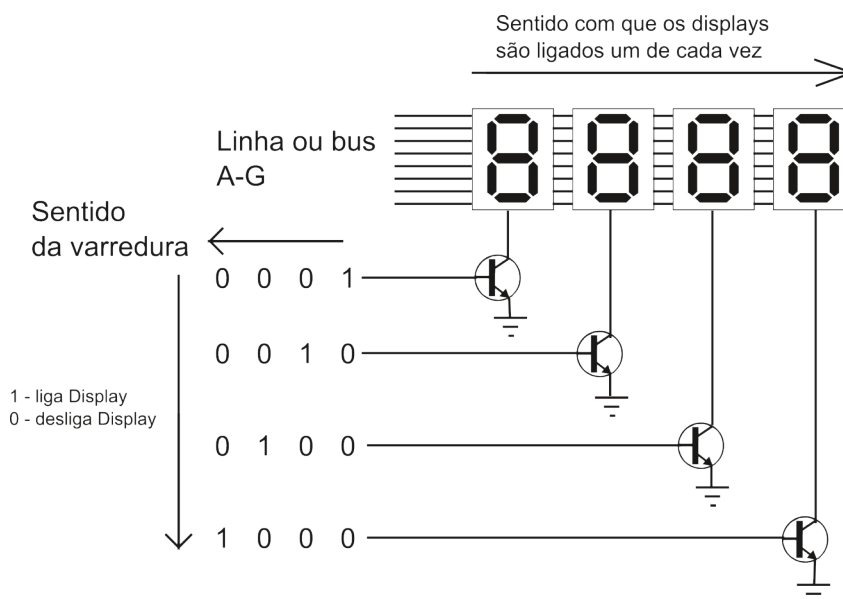 Sentido com que os displays
são ligados um de cada vez
Linha ou bus
A-G
Sentido
da varredura
0 0 0 1
0 0 1 0
1 - liga Display
0 - desliga Display
0 1 0 0
1 0 0 0